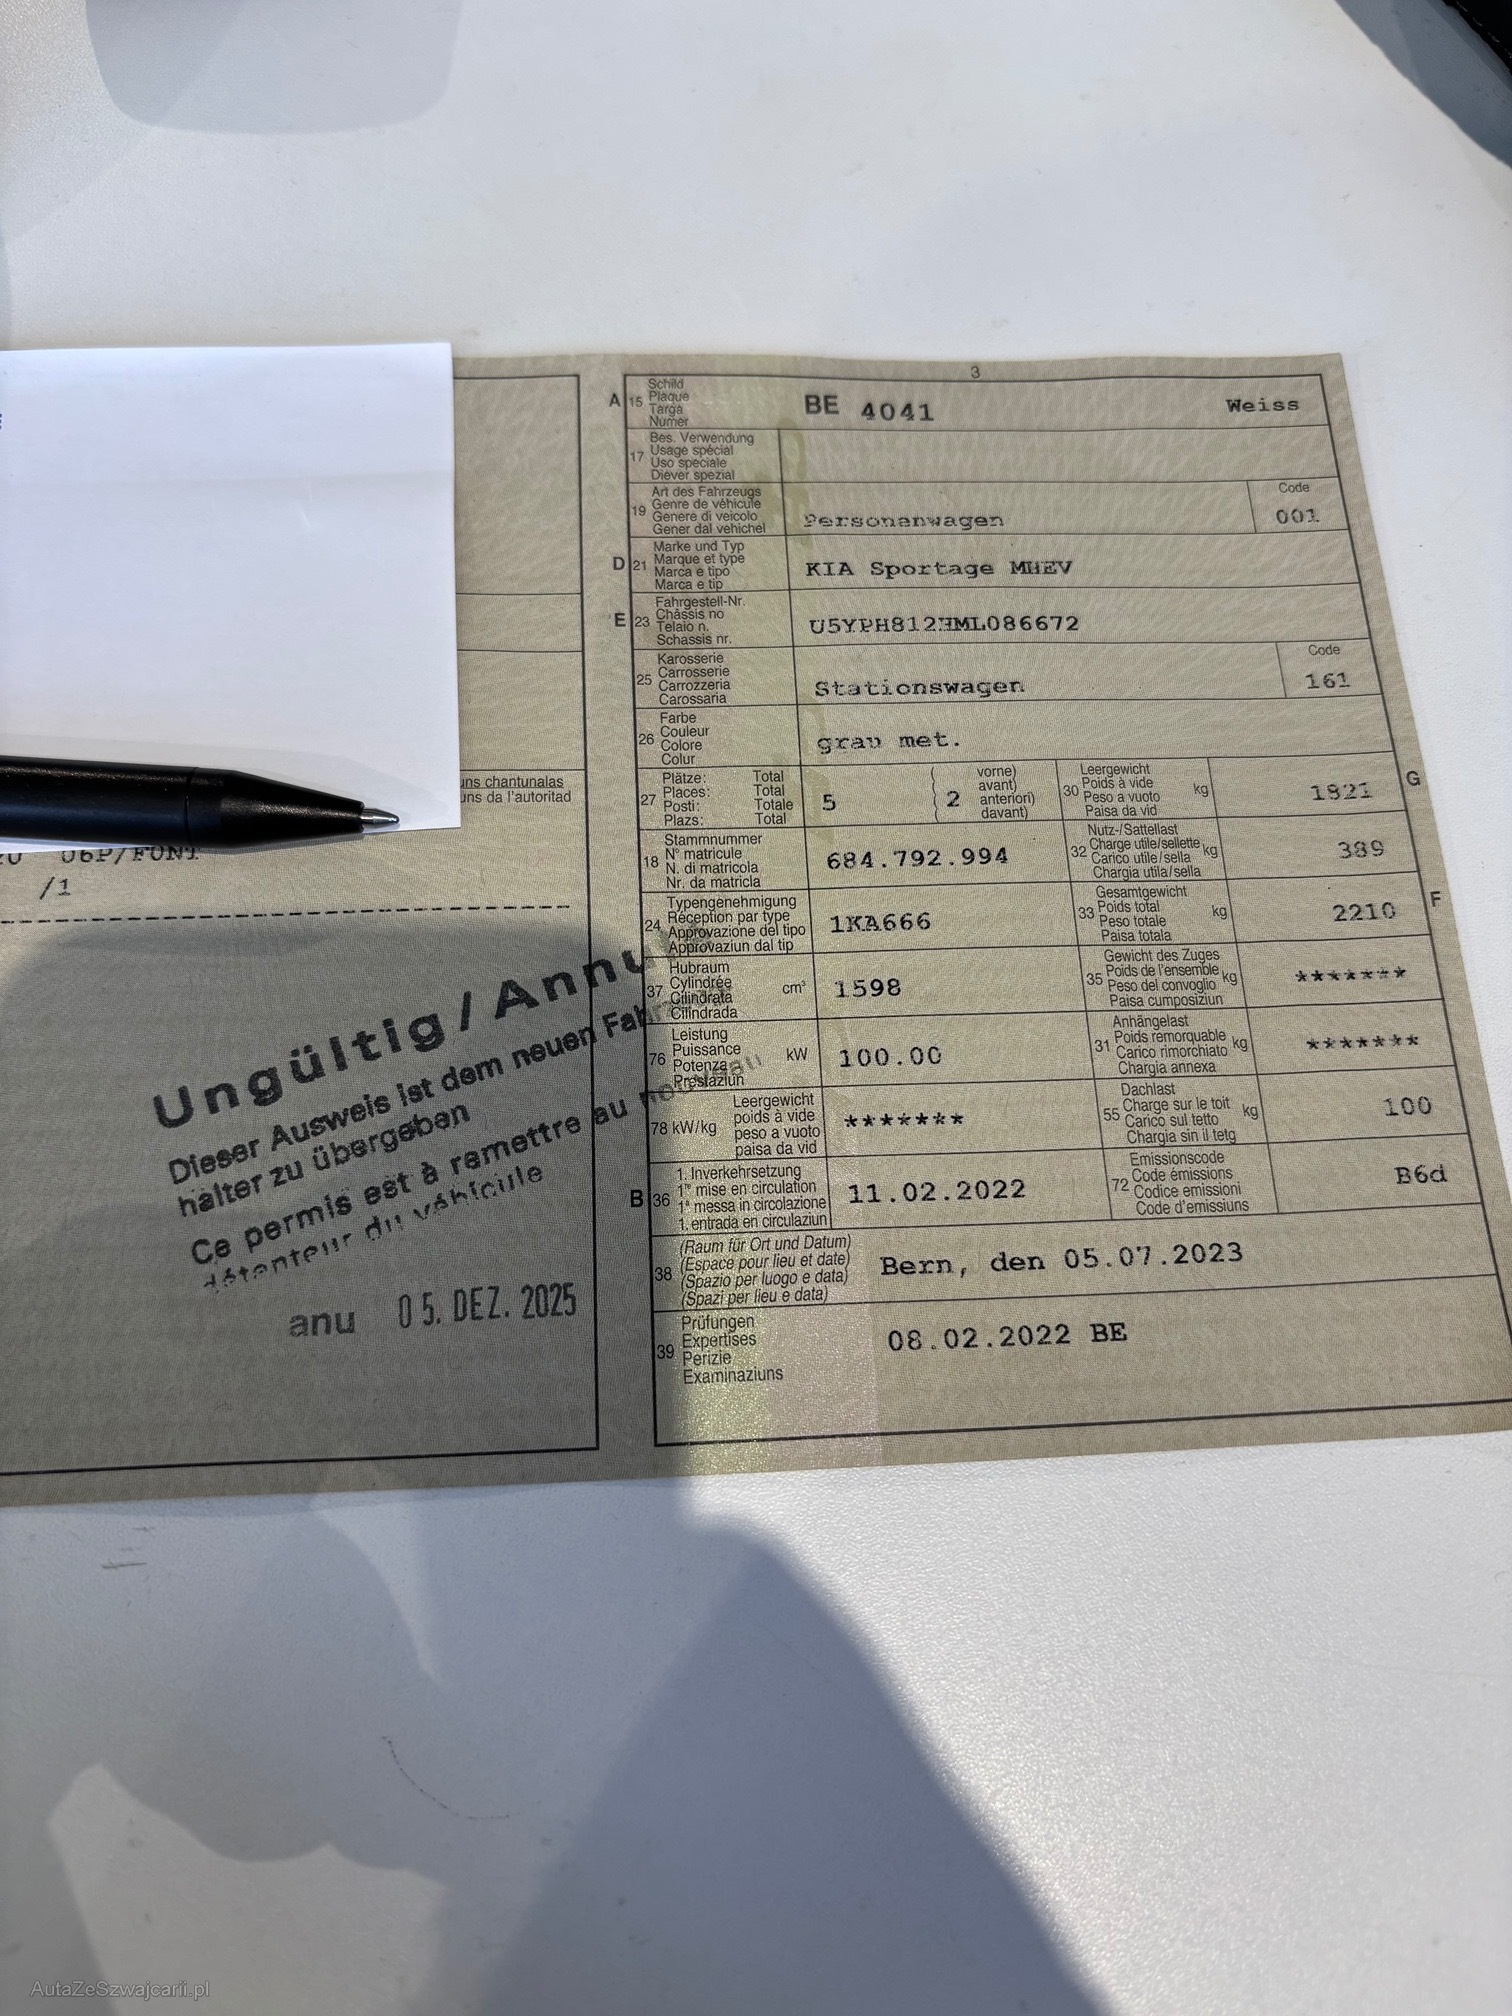 3
A 15 Schild
Plaque
Targa
Numer
BE 4041 Weiss
17 Bes. Verwendung
Usage spécial
Uso speciale
Diever spezial
19 Art des Fahrzeugs
Genre de véhicule
Genere di veicolo
Gener dal vehichel
Personenwagen
Code
001
D 21 Marke und Typ
Marque et type
Marca e tipo
Marca e tip
KIA Sportage MHEV
E 23 Fahrgestell-Nr.
Châssis no
Telaio n.
Schassis nr.
U5YPH812HML086672
25 Karosserie
Carrosserie
Carrozzeria
Carossaria
Stationswagen
Code
161
26 Farbe
Couleur
Colore
Colur
grau met.
27 Plätze: Total
Places: Total
Posti: Totale
Plazs: Total
5
( vorne)
( avant)
( 2 anteriori)
( davant)
30 Leergewicht
Poids à vide
Peso a vuoto
Paisa da vid
kg
1821
G
18 Stammnummer
N° matricule
N. di matricola
Nr. da matricla
684.792.994
32 Nutz-/Sattellast
Charge utile/sellette kg
Carico utile/sella
Chargia utila/sella
389
24 Typengenehmigung
Réception par type
Approvazione del tipo
Approvaziun dal tip
1KA666
33 Gesamtgewicht
Poids total
Peso totale
Paisa totala
kg
2210
F
37 Hubraum
Cylindrée
Cilindrata
Cilindrada
cm³
1598
35 Gewicht des Zuges
Poids de l'ensemble kg
Peso del convoglio
Paisa cumposiziun
*******
76 Leistung
Puissance
Potenza
Prestaziun
kW
100.00
31 Anhängelast
Poids remorquable
Carico rimorchiato kg
Chargia annexa
*******
78 kW/kg
Leergewicht
poids à vide
peso a vuoto
paisa da vid
*******
55 Dachlast
Charge sur le toit
Carico sul tetto
Chargia sin il tetg
kg
100
B 36 1. Inverkehrsetzung
1re mise en circulation
1a messa in circolazione
1. entrada en circulaziun
11.02.2022
72 Emissionscode
Code émissions
Codice emissioni
Code d'emissiuns
B6d
38 (Raum für Ort und Datum)
(Espace pour lieu et date)
(Spazio per luogo e data)
(Spazi per lieu e data)
Bern, den 05.07.2023
39 Prüfungen
Expertises
Perizie
Examinaziuns
08.02.2022 BE
uns chantunalas
uns da l'autoritad
06P/FONT
/1
Ungültig / Annu
Dieser Ausweis ist dem neuen Fahr
halter zu übergeben
Ce permis est à remettre au nouveau
détenteur du véhicule
anu 05. DEZ. 2025
AutaZeSzwajcarii.pl